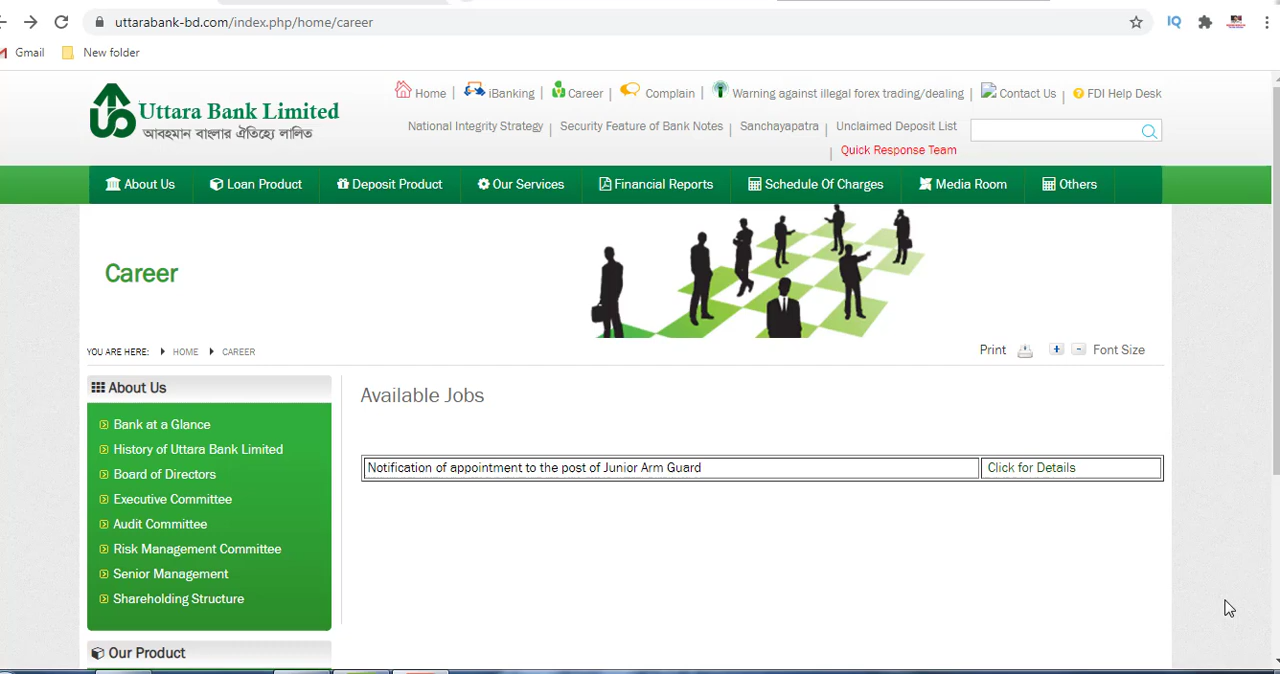 uttarabank-bd.com/index.php/home/career
IQ
Gmail New folder
Uttara Bank Limited
আবহমান বাংলার ঐতিহ্যে লালিত
Home | iBanking | Career | Complain | Warning against illegal forex trading/dealing | Contact Us | FDI Help Desk
National Integrity Strategy | Security Feature of Bank Notes | Sanchayapatra | Unclaimed Deposit List
| Quick Response Team
About Us Loan Product Deposit Product Our Services Financial Reports Schedule Of Charges Media Room Others
Career
YOU ARE HERE: HOME CAREER
Print + - Font Size
About Us
Bank at a Glance
History of Uttara Bank Limited
Board of Directors
Executive Committee
Audit Committee
Risk Management Committee
Senior Management
Shareholding Structure
Our Product
Available Jobs
Notification of appointment to the post of Junior Arm Guard Click for Details